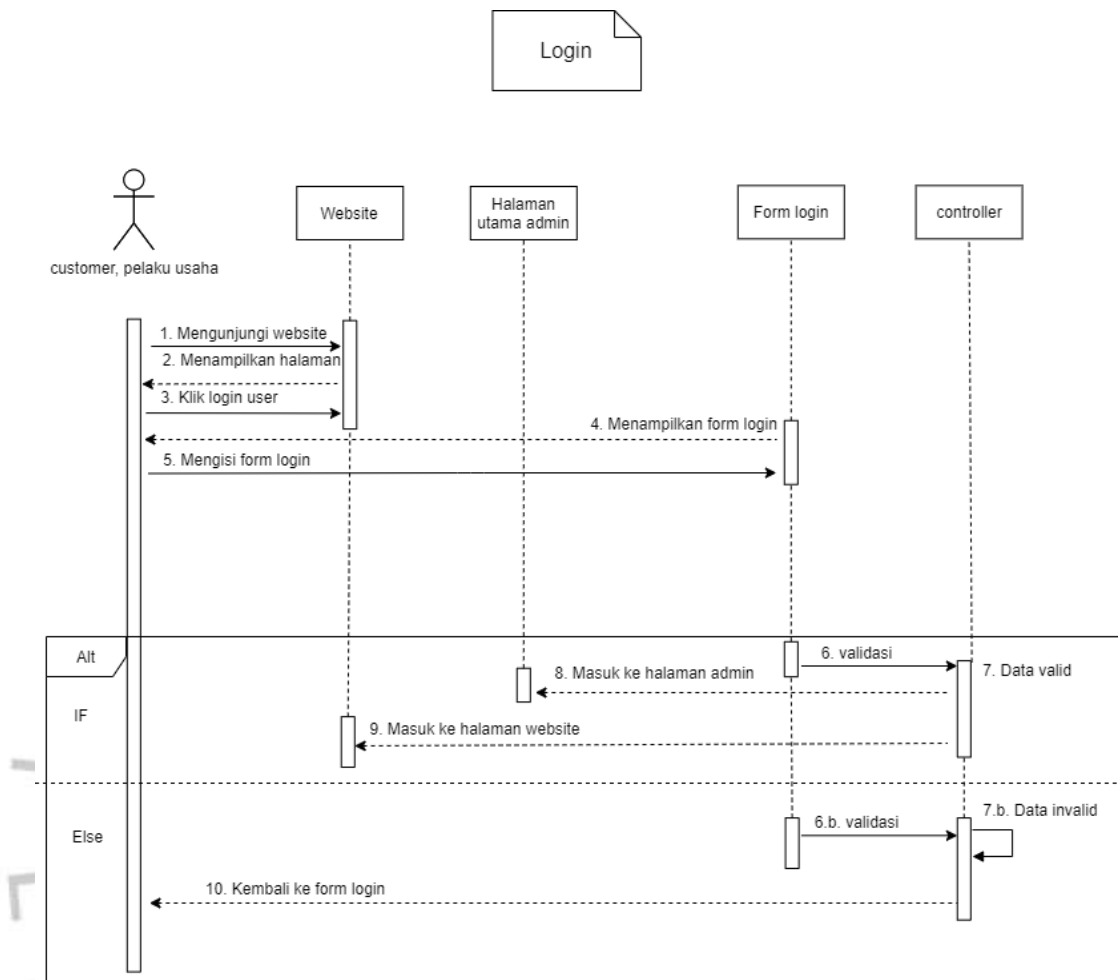 Login
customer, pelaku usaha
Website
Halaman
utama admin
Form login
controller
1. Mengunjungi website
2. Menampilkan halaman
3. Klik login user
4. Menampilkan form login
5. Mengisi form login
Alt
IF
6. validasi
7. Data valid
8. Masuk ke halaman admin
9. Masuk ke halaman website
Else
6.b. validasi
7.b. Data invalid
10. Kembali ke form login